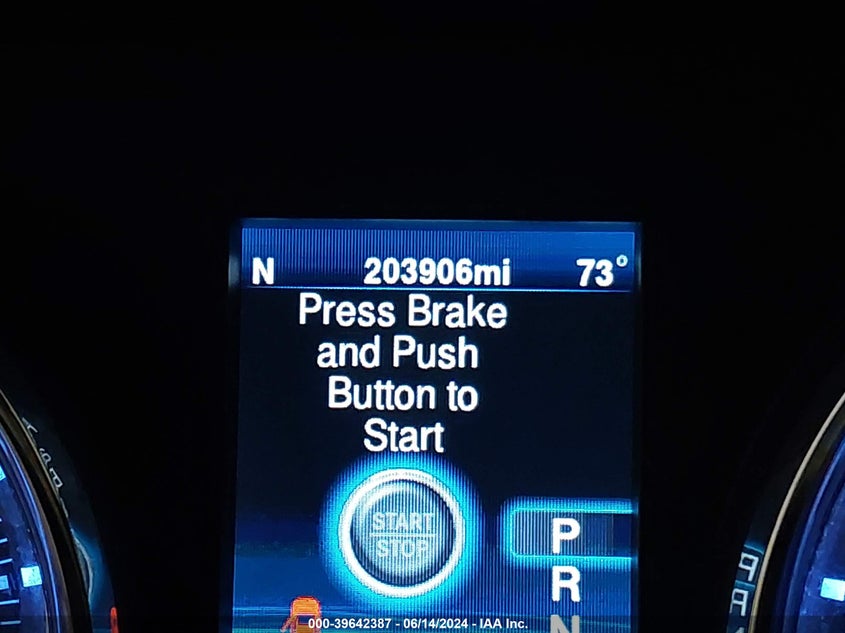 N 203906mi 73°
Press Brake
and Push
Button to
Start
START
STOP
P
R
N
000-39642387 - 06/14/2024 - IAA Inc.